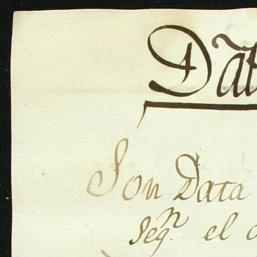 Dat
Son Data
Segn. el